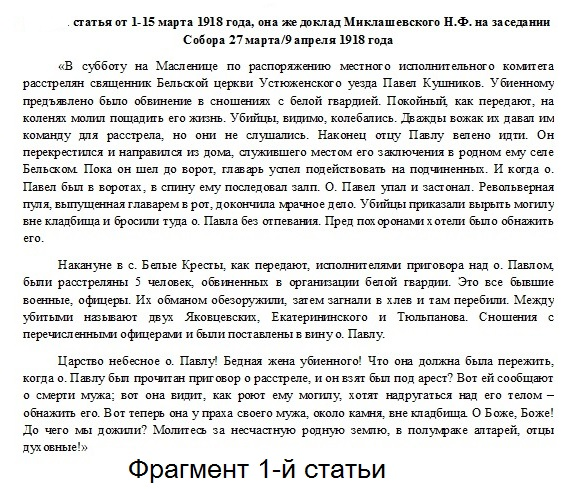 . статья от 1-15 марта 1918 года, она же доклад Миклашевского Н.Ф. на заседании
Собора 27 марта/9 апреля 1918 года
«В субботу на Масленице по распоряжению местного исполнительного комитета
расстрелян священник Бельской церкви Устюженского уезда Павел Кушников. Убиенному
предъявлено было обвинение в сношениях с белой гвардией. Покойный, как передают, на
коленях молил пощадить его жизнь. Убийцы, видимо, колебались. Дважды вожак их давал им
команду для расстрела, но они не слушались. Наконец отцу Павлу велено идти. Он
перекрестился и направился из дома, служившего местом его заключения в родном ему селе
Бельском. Пока он шел до ворот, главарь успел подействовать на подчиненных. И когда о.
Павел был в воротах, в спину ему последовал залп. О. Павел упал и застонал. Револьверная
пуля, выпущенная главарем в рот, докончила мрачное дело. Убийцы приказали вырыть могилу
вне кладбища и бросили туда о. Павла без отпевания. Пред похоронами хотели было обнажить
его.
Накануне в с. Белые Кресты, как передают, исполнителями приговора над о. Павлом,
были расстреляны 5 человек, обвиненных в организации белой гвардии. Это все бывшие
военные, офицеры. Их обманом обезоружили, затем загнали в хлев и там перебили. Между
убитыми называют двух Яковцевских, Екатерининского и Тюльпанова. Сношения с
перечисленными офицерами и были поставлены в вину о. Павлу.
Царство небесное о. Павлу! Бедная жена убиенного! Что она должна была пережить,
когда о. Павлу был прочитан приговор о расстреле, и он взят был под арест? Вот ей сообщают
о смерти мужа; вот она видит, как роют ему могилу, хотят надругаться над его телом –
обнажить его. Вот теперь она у праха своего мужа, около камня, вне кладбища. О Боже, Боже!
До чего мы дожили? Молитесь за несчастную родную землю, в полумраке алтарей, отцы
духовные!»
Фрагмент 1-й статьи